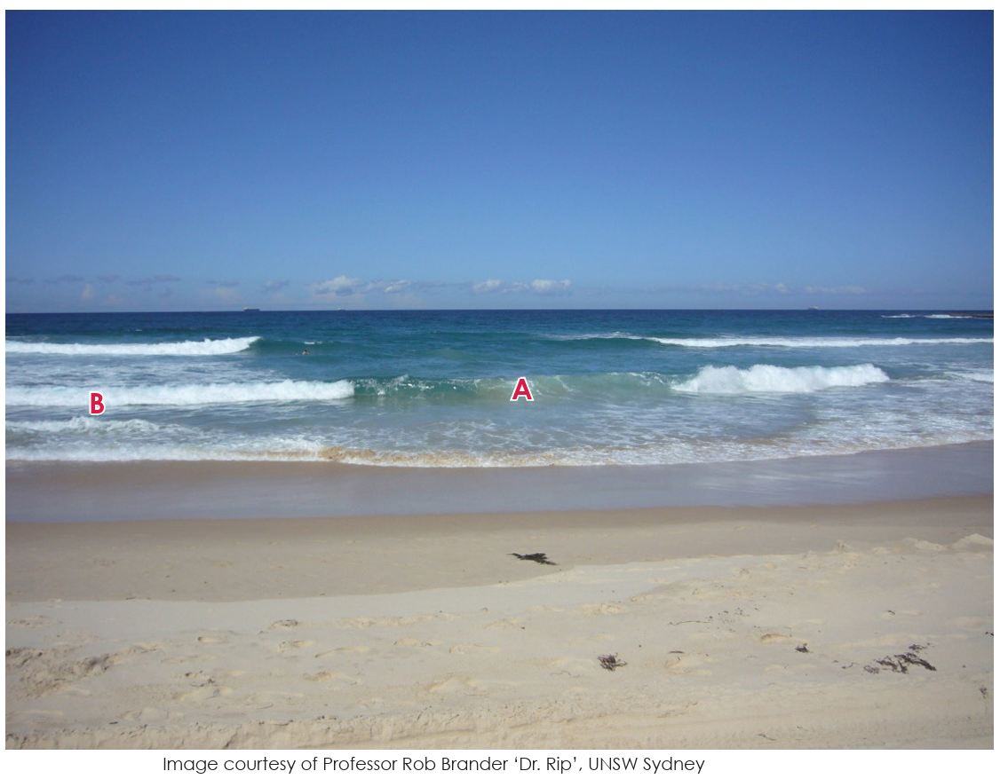 A
B
Image courtesy of Professor Rob Brander ‘Dr. Rip’, UNSW Sydney